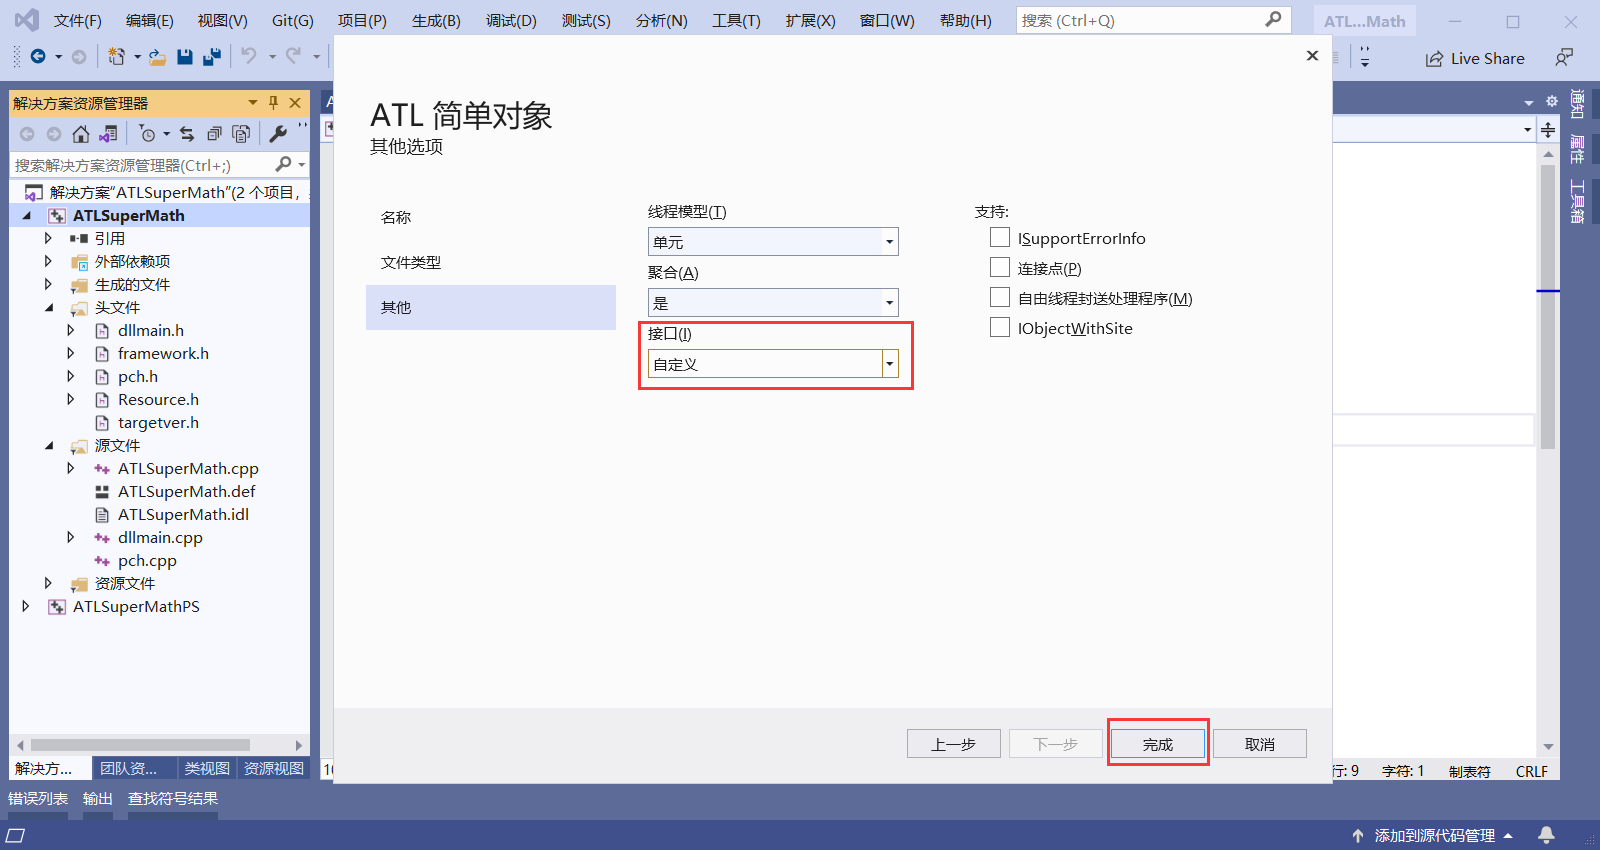 文件(F) 编辑(E) 视图(V) Git(G) 项目(P) 生成(B) 调试(D) 测试(S) 分析(N) 工具(T) 扩展(X) 窗口(W) 帮助(H) 搜索 (Ctrl+Q) ATL...Math
Live Share
解决方案资源管理器
搜索解决方案资源管理器(Ctrl+;)
解决方案"ATLSuperMath"(2 个项目,
ATLSuperMath
引用
外部依赖项
生成的文件
头文件
dllmain.h
framework.h
pch.h
Resource.h
targetver.h
源文件
ATLSuperMath.cpp
ATLSuperMath.def
ATLSuperMath.idl
dllmain.cpp
pch.cpp
资源文件
ATLSuperMathPS
解决方... 团队资... 类视图 资源视图
ATL 简单对象
其他选项
名称
文件类型
其他
线程模型(T)
单元
聚合(A)
是
接口(I)
自定义
支持:
ISupportErrorInfo
连接点(P)
自由线程封送处理程序(M)
IObjectWithSite
上一步 下一步 完成 取消
通知
属性
工具箱
行: 9 字符: 1 制表符 CRLF
错误列表 输出 查找符号结果
添加到源代码管理